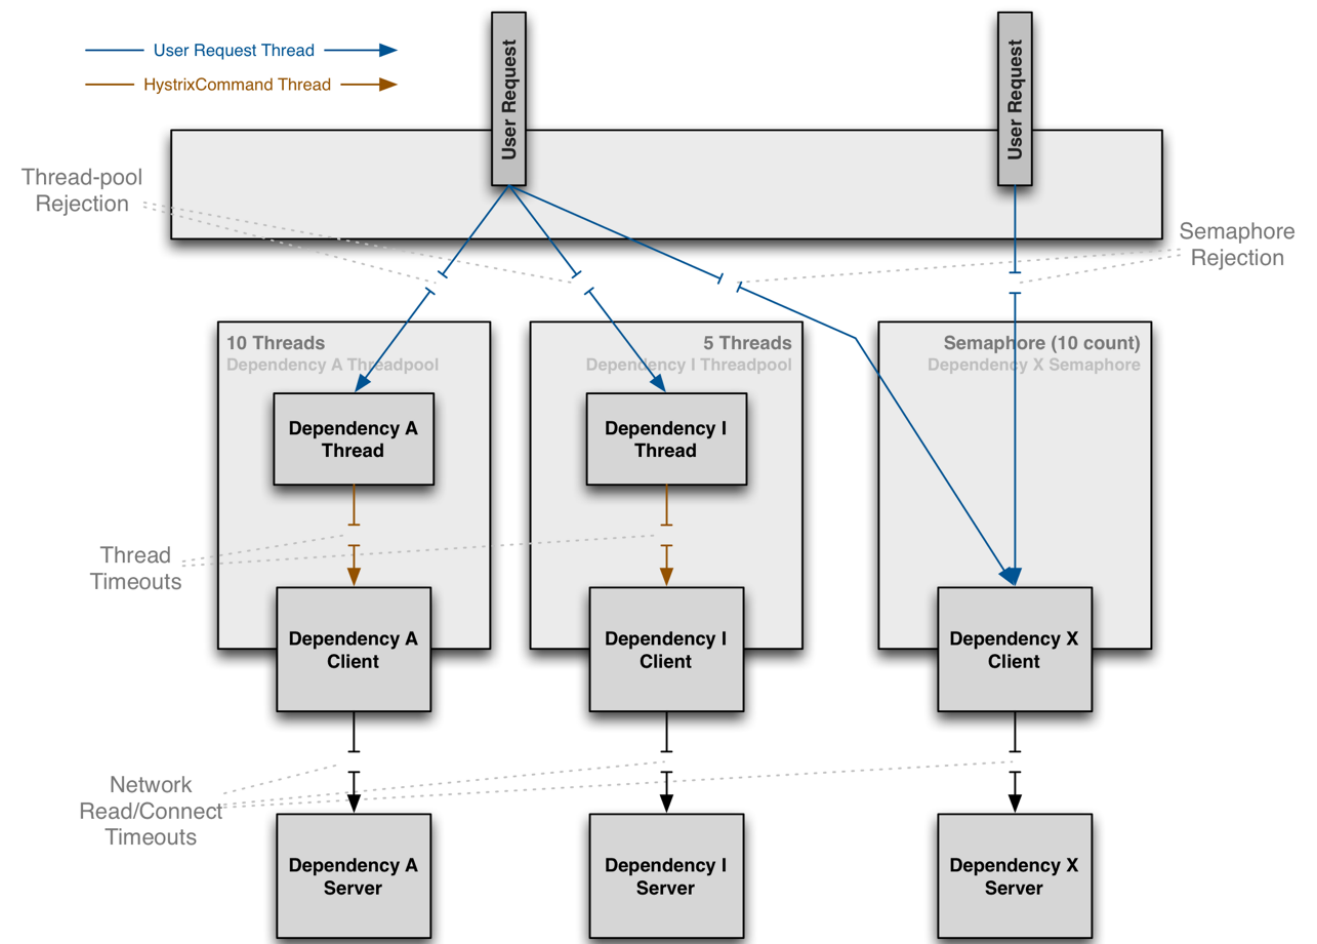 User Request Thread
HystrixCommand Thread
User Request
User Request
Thread-pool
Rejection
Semaphore
Rejection
10 Threads
Dependency A Threadpool
5 Threads
Dependency I Threadpool
Semaphore (10 count)
Dependency X Semaphore
Dependency A
Thread
Dependency I
Thread
Thread
Timeouts
Dependency A
Client
Dependency I
Client
Dependency X
Client
Network
Read/Connect
Timeouts
Dependency A
Server
Dependency I
Server
Dependency X
Server